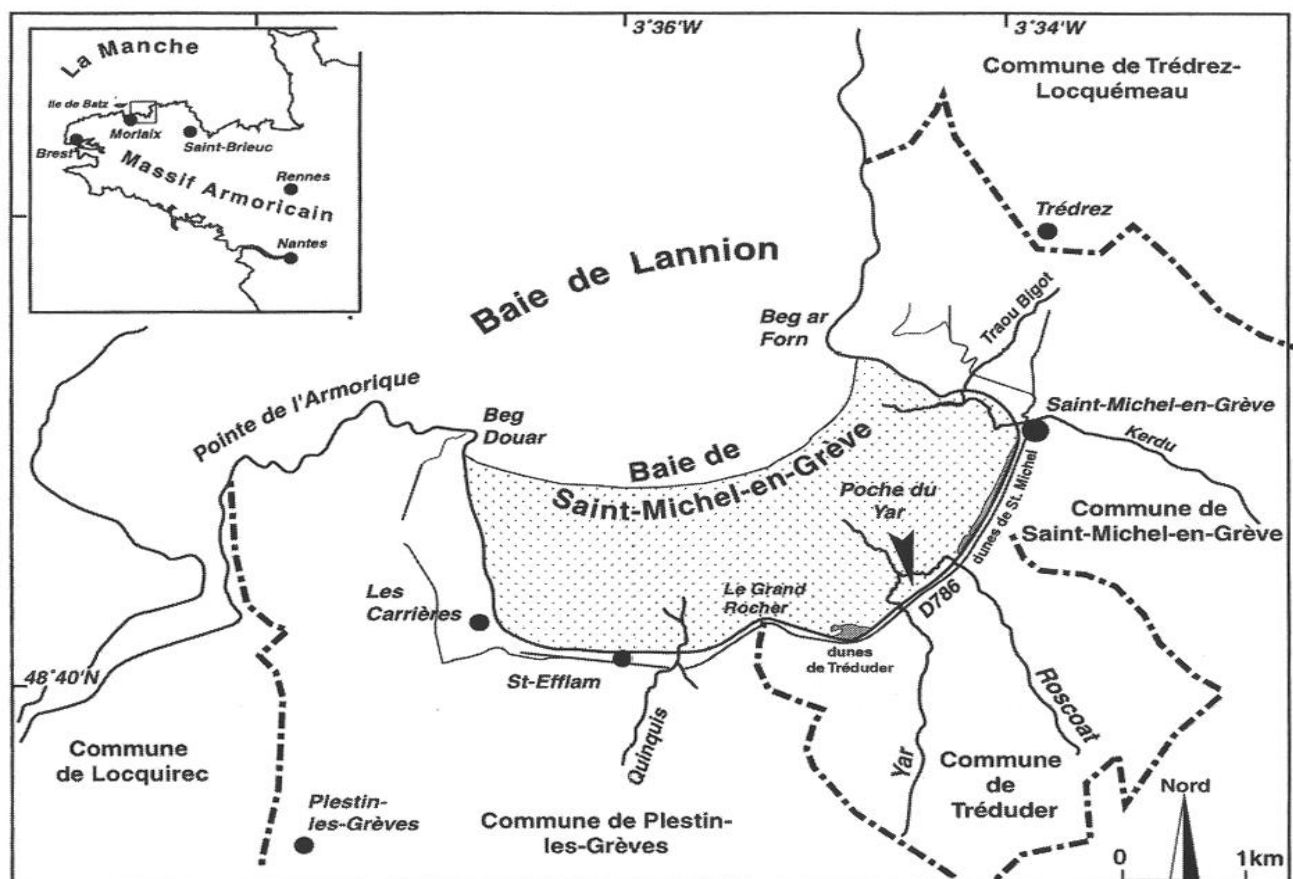 3°36'W
3°34'W
La Manche
Ile de Batz
Morlaix
Saint-Brieuc
Brest
Massif Armoricain
Rennes
Nantes
Commune de Trédrez-
Locquémeau
Trédrez
Baie de Lannion
Beg ar
Forn
Traou Bigot
Pointe de l'Armorique
Beg
Douar
Saint-Michel-en-Grève
Kerdu
Baie de
Saint-Michel-en-Grève
Poche du
Yar
dunes de St. Michel
Commune de
Saint-Michel-en-Grève
Les
Carrières
Le Grand
Rocher
D786
dunes
de Tréduder
48°40'N
St-Efflam
Quinquis
Yar
Roscoat
Commune
de Locquirec
Commune
de
Tréduder
Plestin-
les-Grèves
Commune de Plestin-
les-Grèves
Nord
0 1km